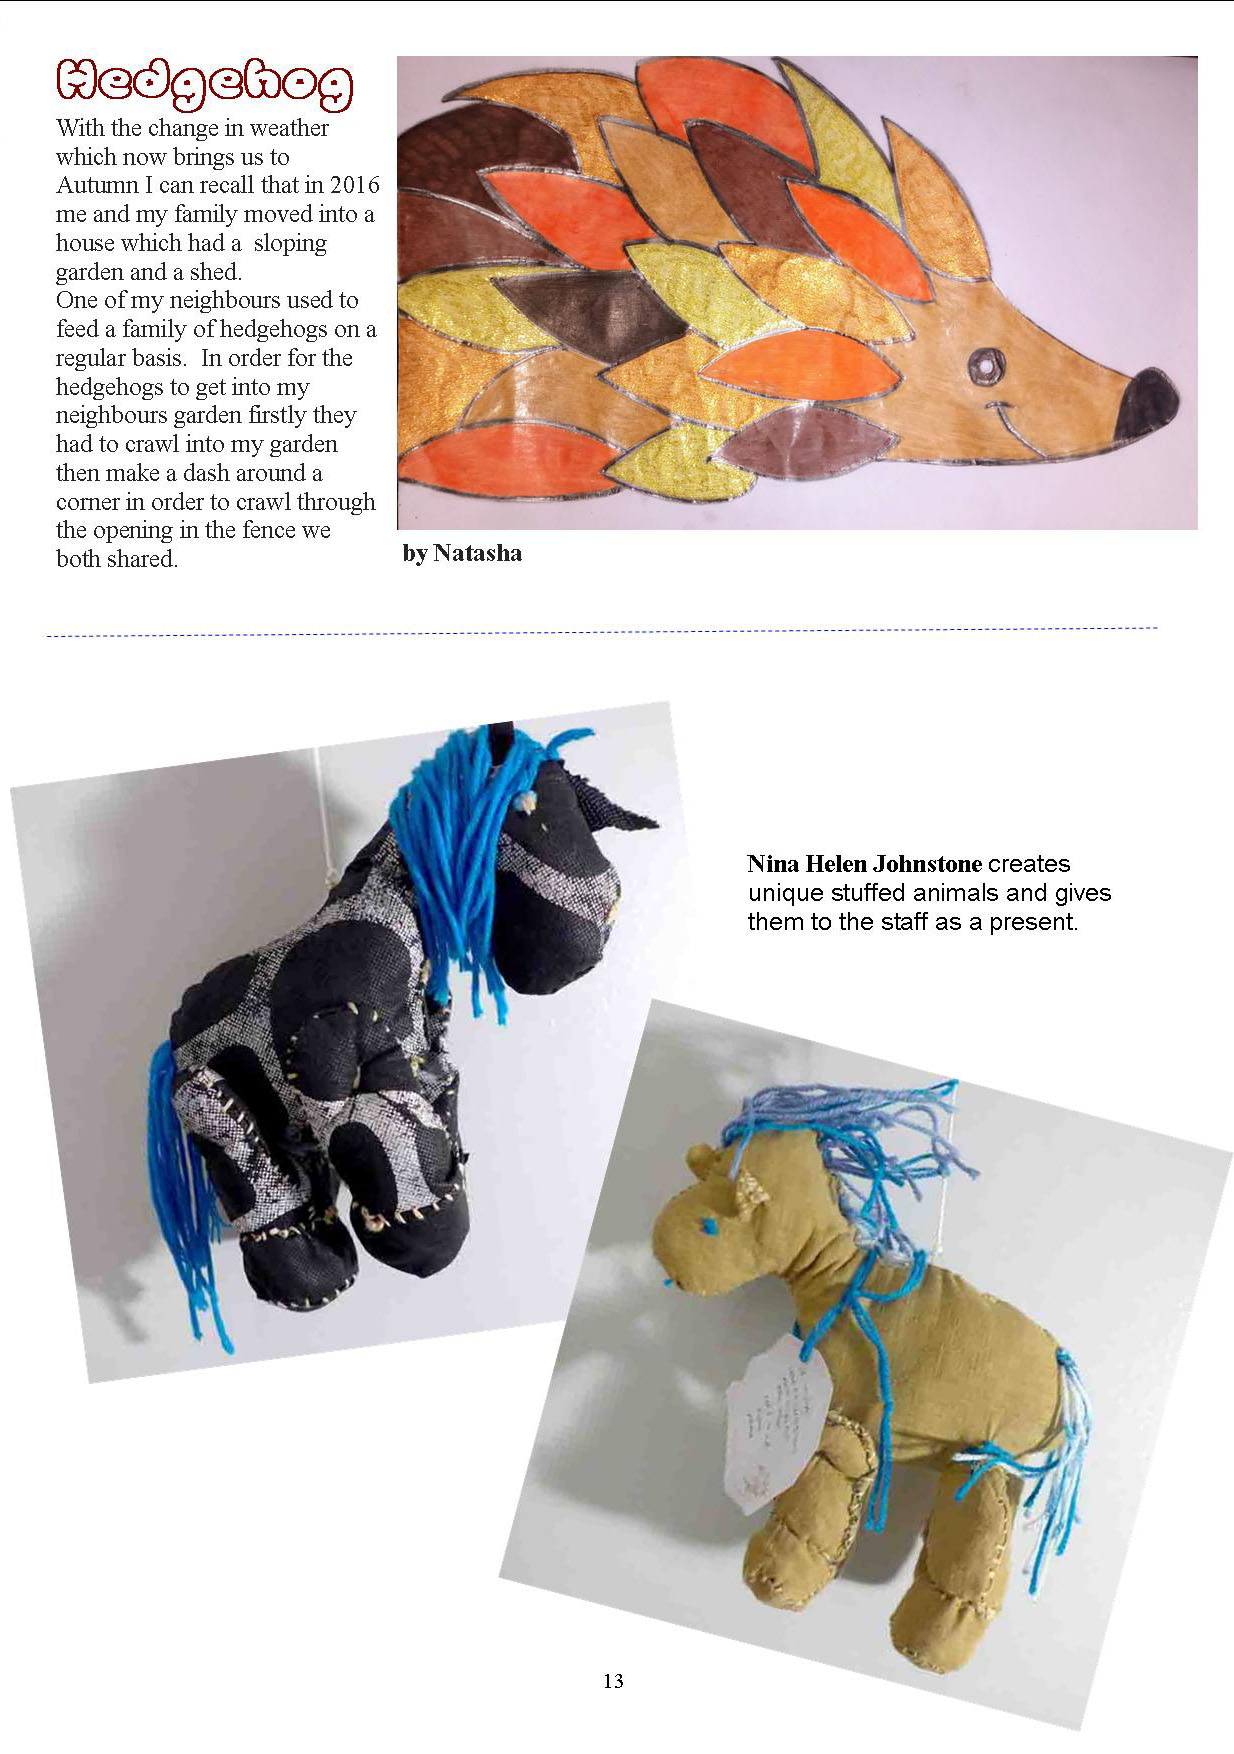 Hedgehog
With the change in weather
which now brings us to
Autumn I can recall that in 2016
me and my family moved into a
house which had a  sloping
garden and a shed.
One of my neighbours used to
feed a family of hedgehogs on a
regular basis.  In order for the
hedgehogs to get into my
neighbours garden firstly they
had to crawl into my garden
then make a dash around a
corner in order to crawl through
the opening in the fence we
both shared.
by Natasha
Nina Helen Johnstone creates
unique stuffed animals and gives
them to the staff as a present.
13